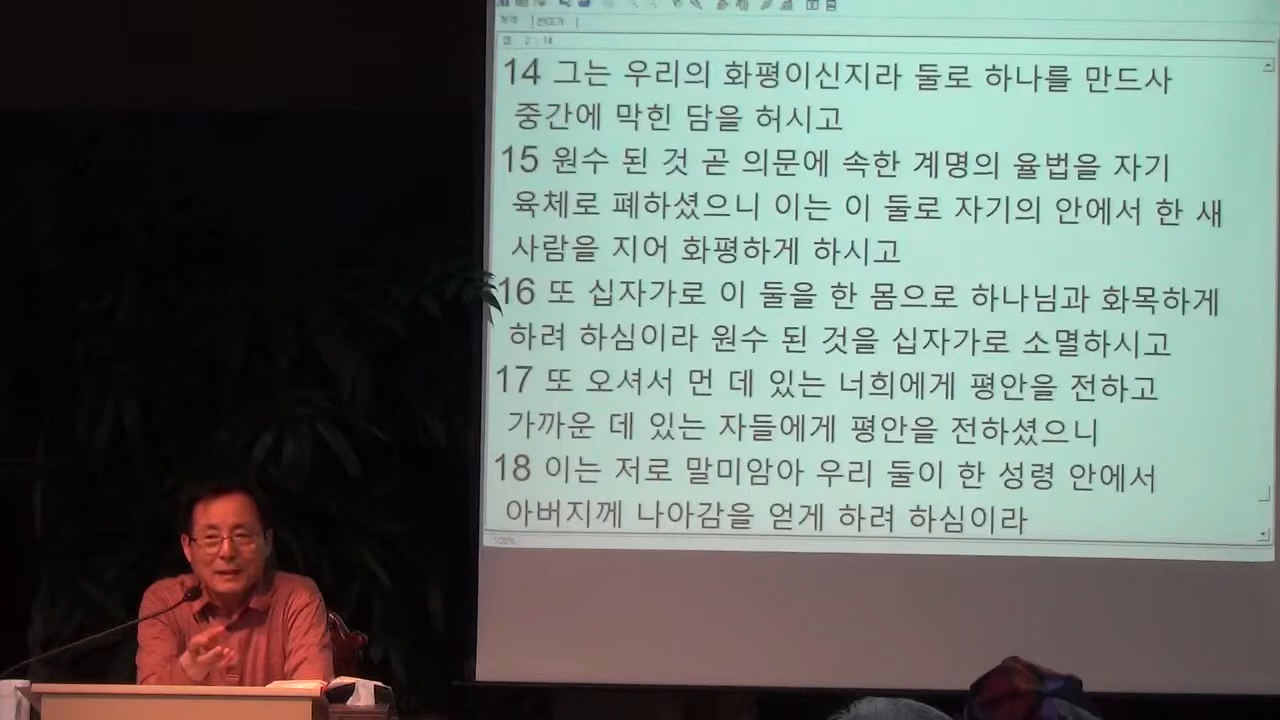 엡 2:14
14 그는 우리의 화평이신지라 둘로 하나를 만드사
중간에 막힌 담을 허시고
15 원수 된 것 곧 의문에 속한 계명의 율법을 자기
육체로 폐하셨으니 이는 이 둘로 자기의 안에서 한 새
사람을 지어 화평하게 하시고
16 또 십자가로 이 둘을 한 몸으로 하나님과 화목하게
하려 하심이라 원수 된 것을 십자가로 소멸하시고
17 또 오셔서 먼 데 있는 너희에게 평안을 전하고
가까운 데 있는 자들에게 평안을 전하셨으니
18 이는 저로 말미암아 우리 둘이 한 성령 안에서
아버지께 나아감을 얻게 하려 하심이라
100%